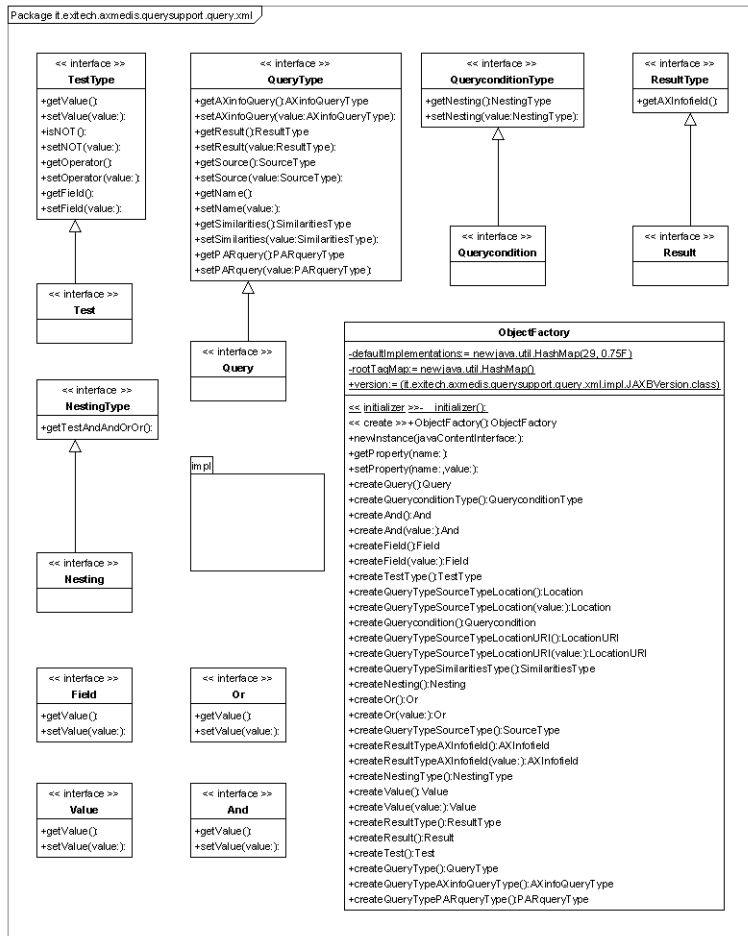 Package it.exitech.axmedis.querysupport.query.xml
<< interface >>
TestType
+getValue():
+setValue(value:):
+isNOT():
+setNOT(value:):
+getOperator():
+setOperator(value:):
+getField():
+setField(value:):
<< interface >>
QueryType
+getAXinfoQuery():AXinfoQueryType
+setAXinfoQuery(value:AXinfoQueryType):
+getResult():ResultType
+setResult(value:ResultType):
+getSource():SourceType
+setSource(value:SourceType):
+getName():
+setName(value:):
+getSimilarities():SimilaritiesType
+setSimilarities(value:SimilaritiesType):
+getPARquery():PARqueryType
+setPARquery(value:PARqueryType):
<< interface >>
QueryconditionType
+getNesting():NestingType
+setNesting(value:NestingType):
<< interface >>
ResultType
+getAXInfofield():
<< interface >>
Querycondition
<< interface >>
Result
<< interface >>
Test
<< interface >>
Query
<< interface >>
NestingType
+getTestAndAndOrOr():
impl
<< interface >>
Nesting
<< interface >>
Field
+getValue():
+setValue(value:):
<< interface >>
Or
+getValue():
+setValue(value:):
<< interface >>
Value
+getValue():
+setValue(value:):
<< interface >>
And
+getValue():
+setValue(value:):
ObjectFactory
-defaultImplementations:= new java.util.HashMap(29, 0.75F)
-rootTagMap:= new java.util.HashMap()
+version:= (it.exitech.axmedis.querysupport.query.xml.impl.JAXBVersion.class)
<< initializer >>-__initializer():
<< create >>+ObjectFactory():ObjectFactory
+newInstance(javaContentInterface:):
+getProperty(name:):
+setProperty(name:,value:):
+createQuery():Query
+createQueryconditionType():QueryconditionType
+createAnd():And
+createAnd(value:):And
+createField():Field
+createField(value:):Field
+createTestType():TestType
+createQueryTypeSourceTypeLocation():Location
+createQueryTypeSourceTypeLocation(value:):Location
+createQuerycondition():Querycondition
+createQueryTypeSourceTypeLocationURI():LocationURI
+createQueryTypeSourceTypeLocationURI(value:):LocationURI
+createQueryTypeSimilaritiesType():SimilaritiesType
+createNesting():Nesting
+createOr():Or
+createOr(value:):Or
+createQueryTypeSourceType():SourceType
+createResultTypeAXInfofield():AXInfofield
+createResultTypeAXInfofield(value:):AXInfofield
+createNestingType():NestingType
+createValue():Value
+createValue(value:):Value
+createResultType():ResultType
+createResult():Result
+createTest():Test
+createQueryType():QueryType
+createQueryTypeAXinfoQueryType():AXinfoQueryType
+createQueryTypePARqueryType():PARqueryType